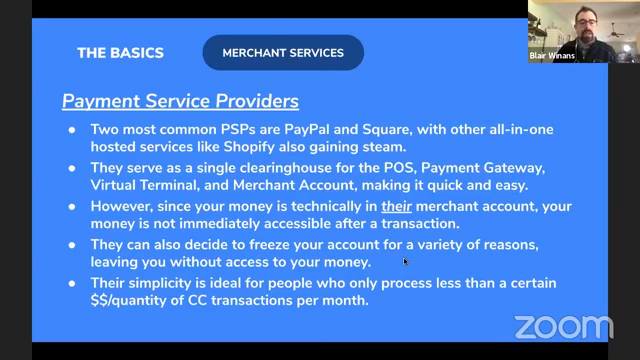 THE BASICS
MERCHANT SERVICES
Blair Winans
Payment Service Providers
● Two most common PSPs are PayPal and Square, with other all-in-one
hosted services like Shopify also gaining steam.
● They serve as a single clearinghouse for the POS, Payment Gateway,
Virtual Terminal, and Merchant Account, making it quick and easy.
● However, since your money is technically in their merchant account, your
money is not immediately accessible after a transaction.
● They can also decide to freeze your account for a variety of reasons,
leaving you without access to your money.
● Their simplicity is ideal for people who only process less than a certain
$$/quantity of CC transactions per month.
zoom